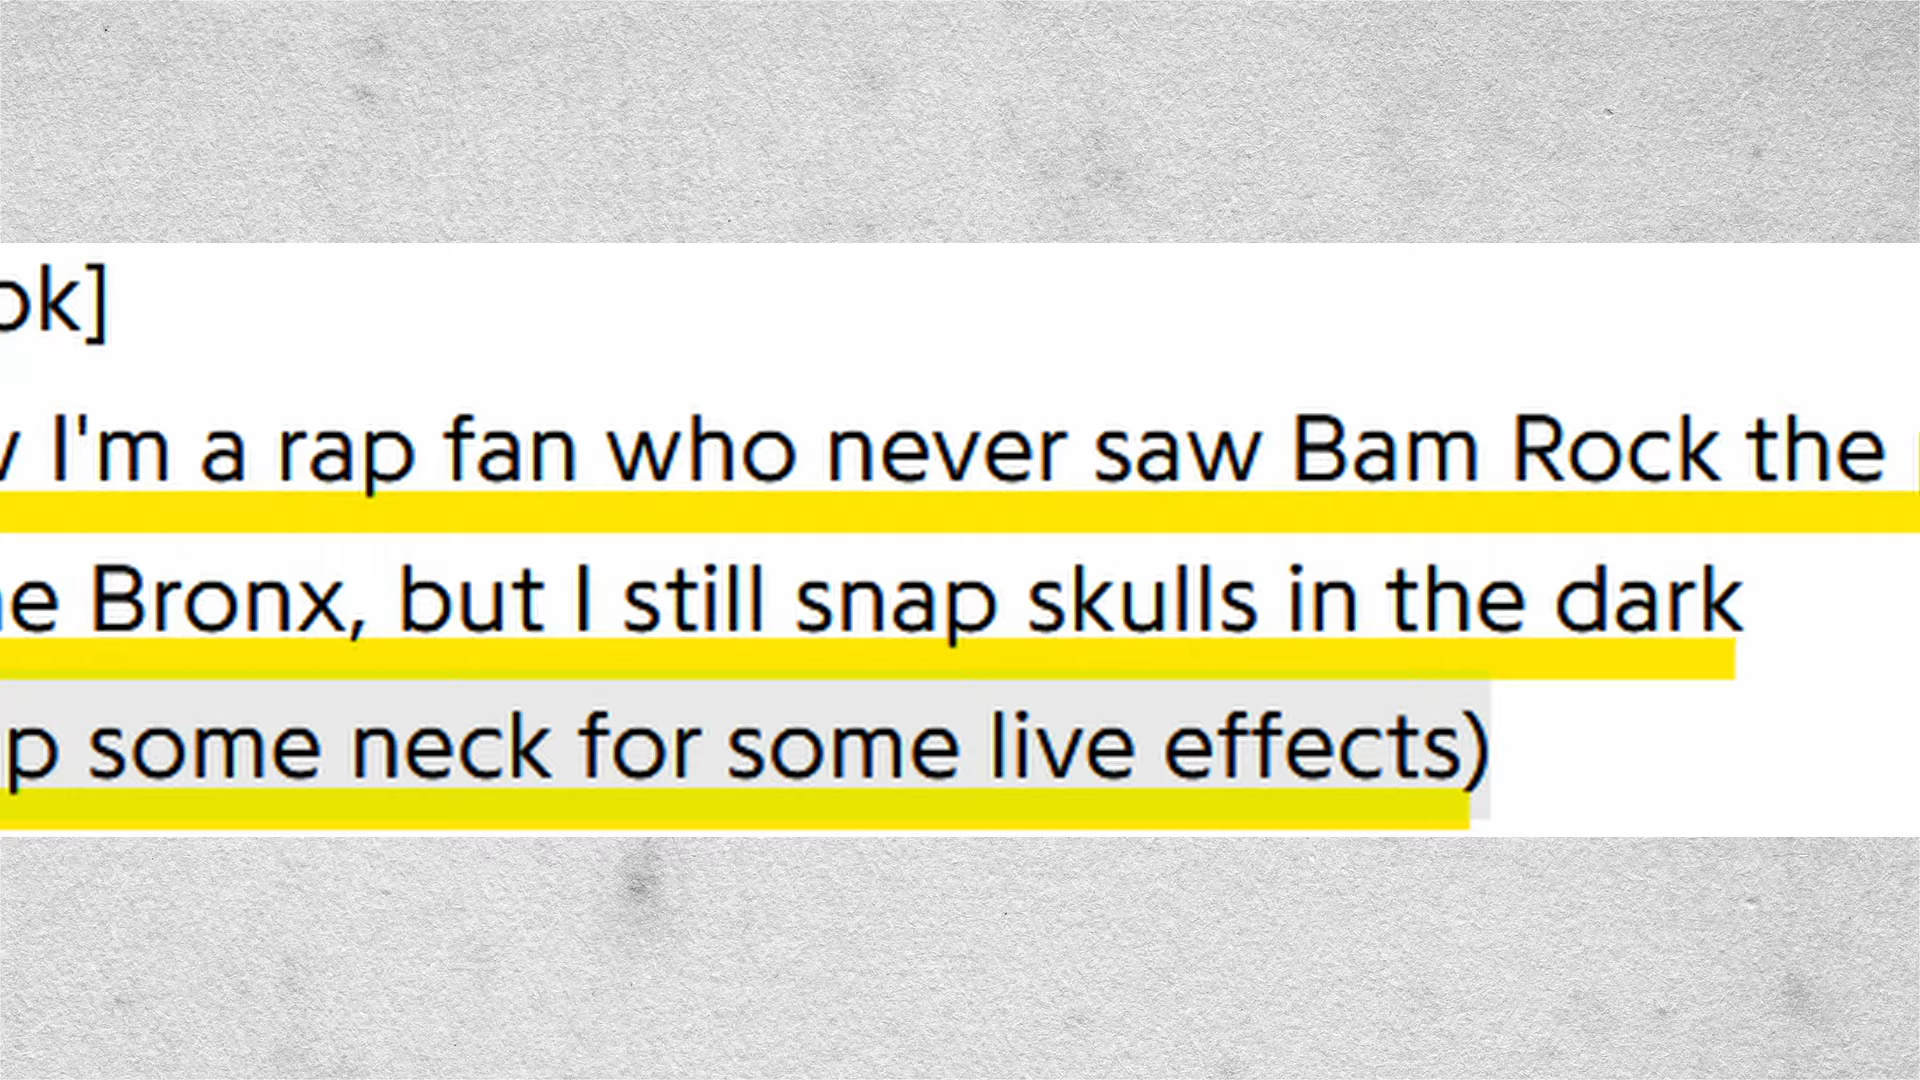 ok]
I'm a rap fan who never saw Bam Rock the
Bronx, but I still snap skulls in the dark
some neck for some live effects)